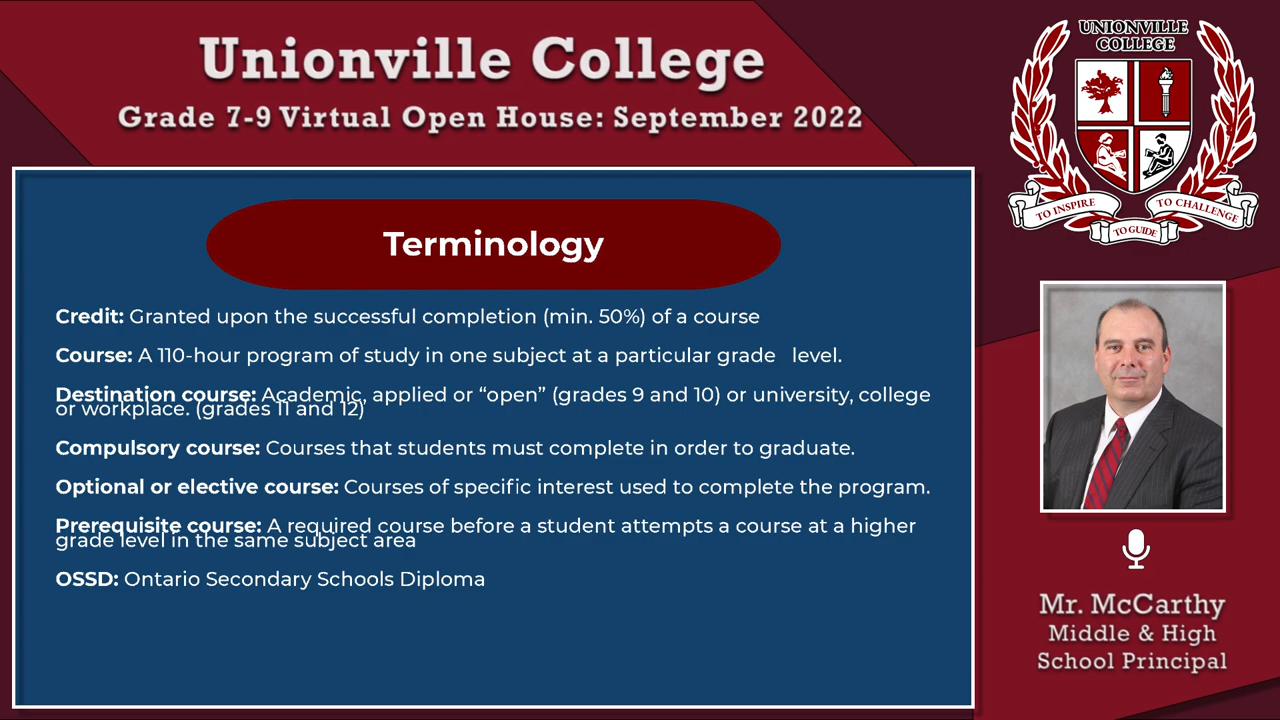 Unionville College
Grade 7-9 Virtual Open House: September 2022
UNIONVILLE
COLLEGE
TO INSPIRE
TO GUIDE
TO CHALLENGE
Terminology
Credit: Granted upon the successful completion (min. 50%) of a course
Course: A 110-hour program of study in one subject at a particular grade level.
Destination course: Academic, applied or “open” (grades 9 and 10) or university, college
or workplace. (grades 11 and 12)
Compulsory course: Courses that students must complete in order to graduate.
Optional or elective course: Courses of specific interest used to complete the program.
Prerequisite course: A required course before a student attempts a course at a higher
grade level in the same subject area
OSSD: Ontario Secondary Schools Diploma
Mr. McCarthy
Middle & High
School Principal